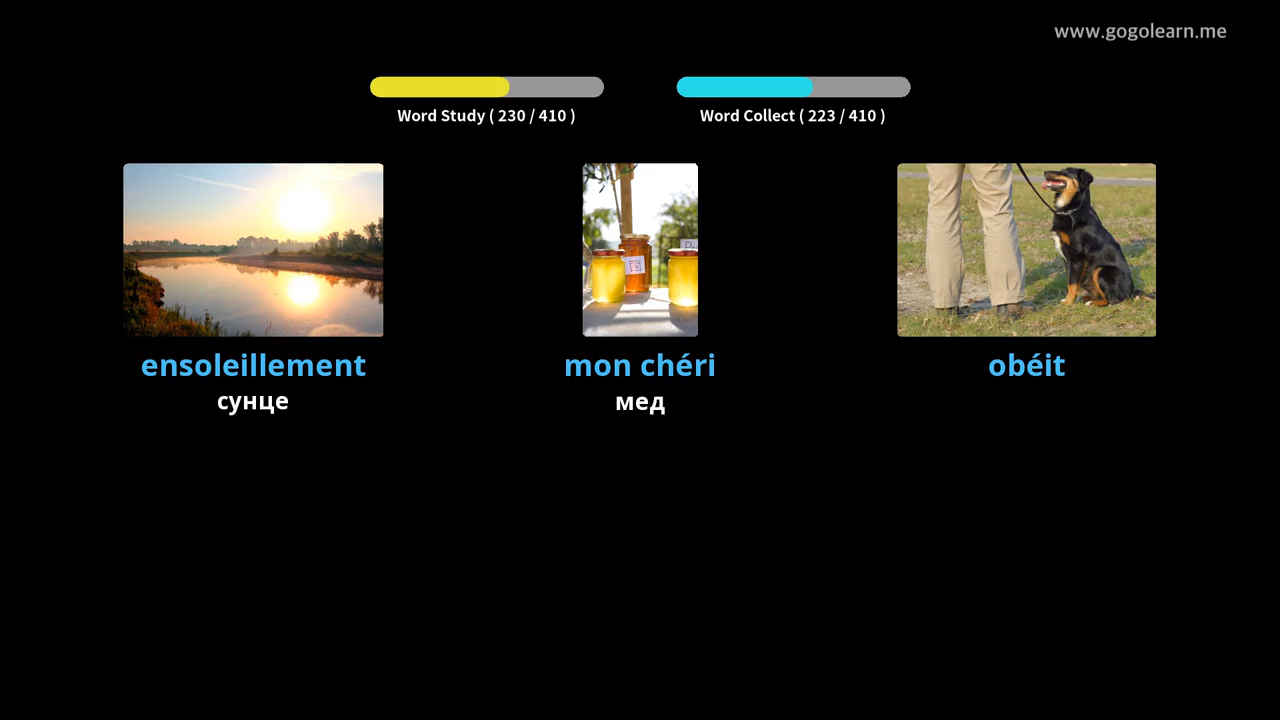 www.gogolearn.me
Word Study ( 230 / 410 )
Word Collect ( 223 / 410 )
ensoleillement
сунце
mon chéri
мед
obéit